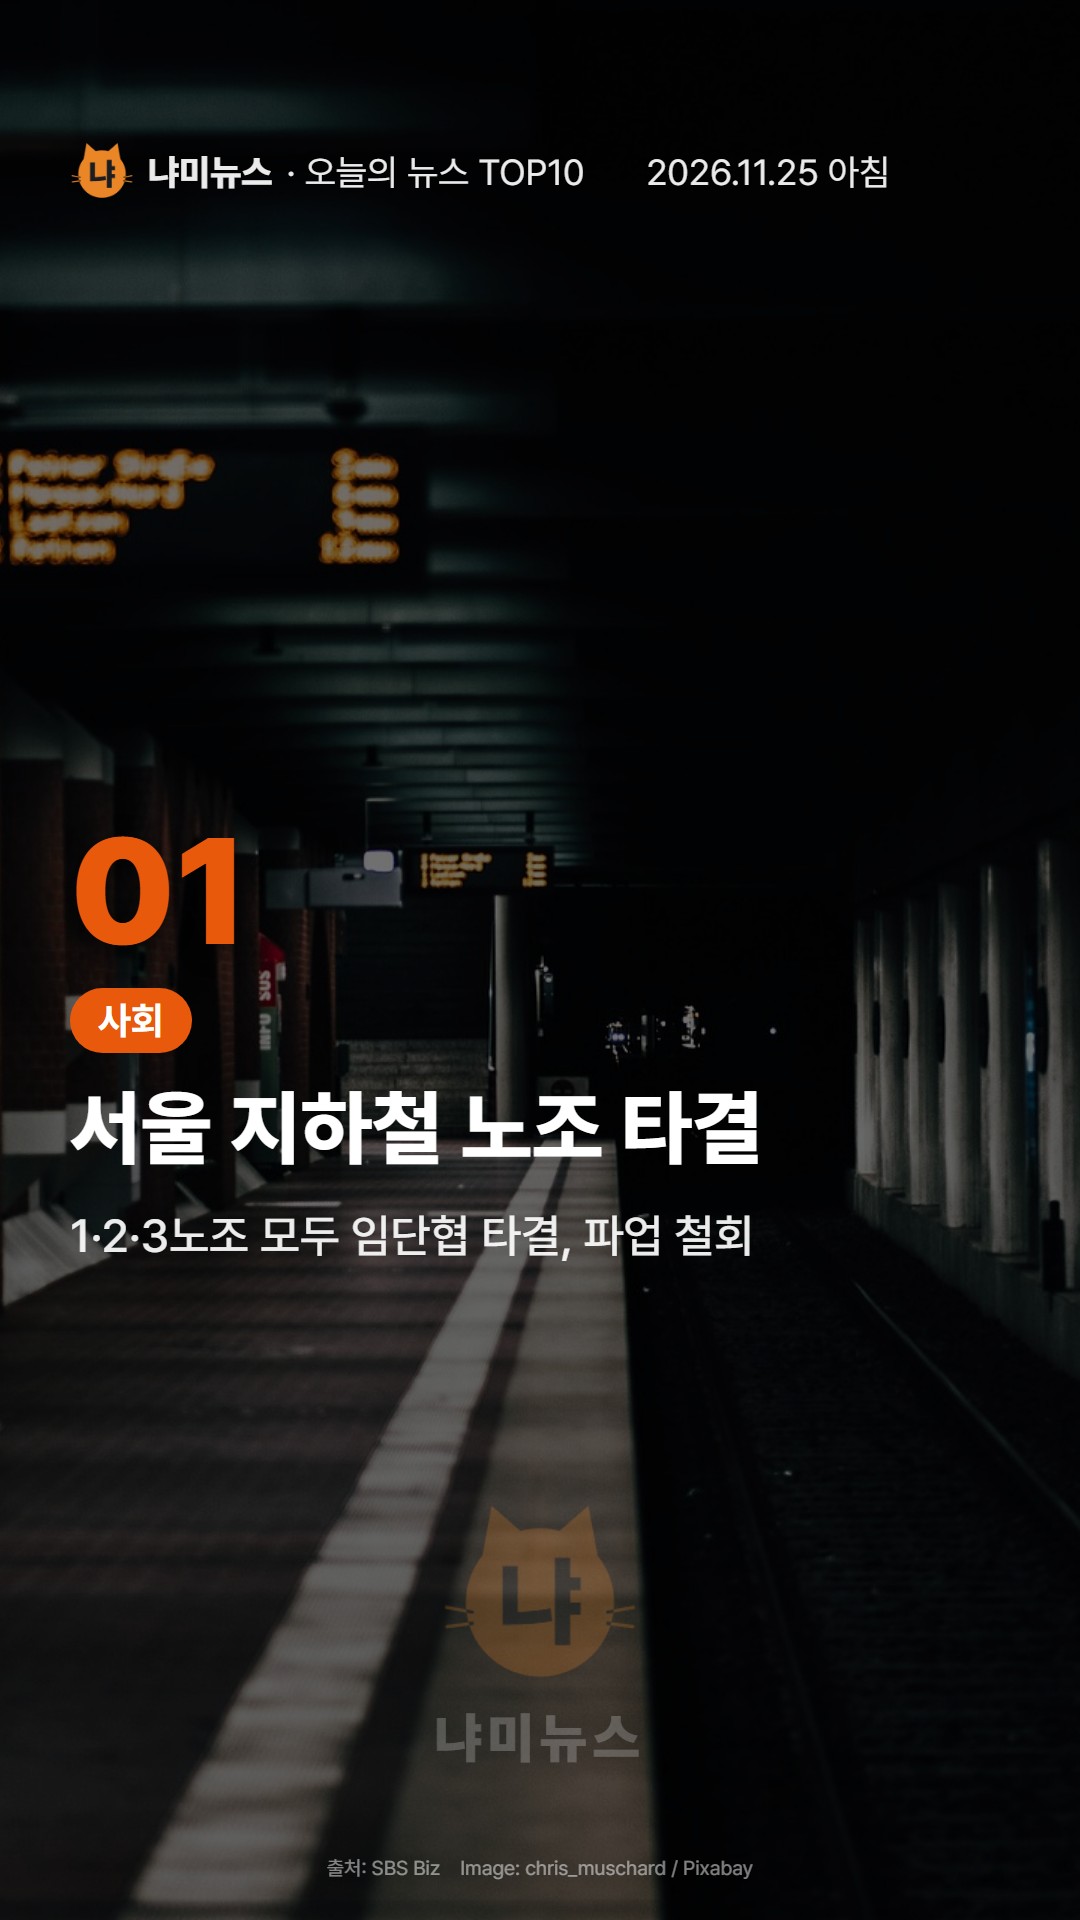 냐 냐미뉴스 · 오늘의 뉴스 TOP10 2026.11.25 아침
01
SUS
INFO
사회
서울 지하철 노조 타결
1·2·3노조 모두 임단협 타결, 파업 철회
냐
냐미뉴스
출처: SBS Biz Image: chris_muschard / Pixabay